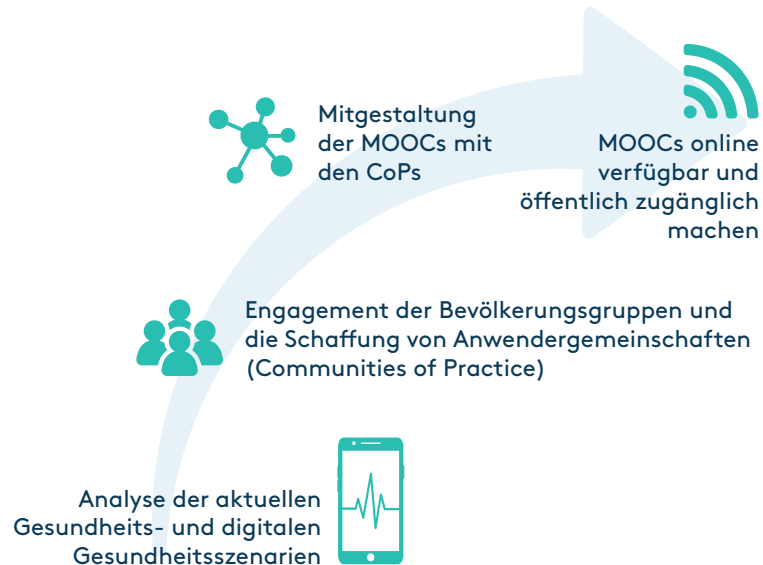 Mitgestaltung
der MOOCs mit
den CoPs
MOOCs online
verfügbar und
öffentlich zugänglich
machen
Engagement der Bevölkerungsgruppen und
die Schaffung von Anwendergemeinschaften
(Communities of Practice)
Analyse der aktuellen
Gesundheits- und digitalen
Gesundheitsszenarien